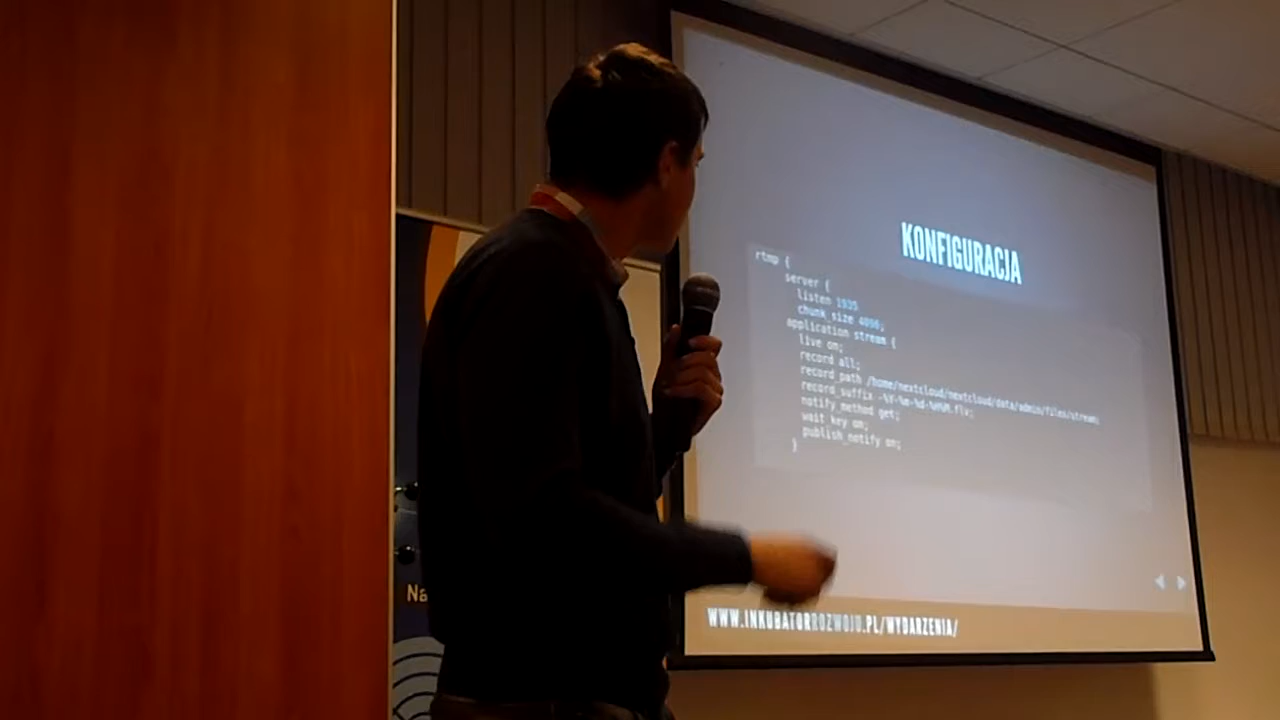 KONFIGURACJA
rtmp {
server {
listen 1935
chunk_size 4096;
application stream {
live on;
record all;
record_path /home/nextcloud/nextcloud/data/admin/files/stream;
record_suffix -%Y-%m-%d-%H%M.flv;
notify_method get;
wait_key on;
publish_notify on;
}
WWW.INKUBATORROZWOJU.PL/WYDARZENIA/
Na